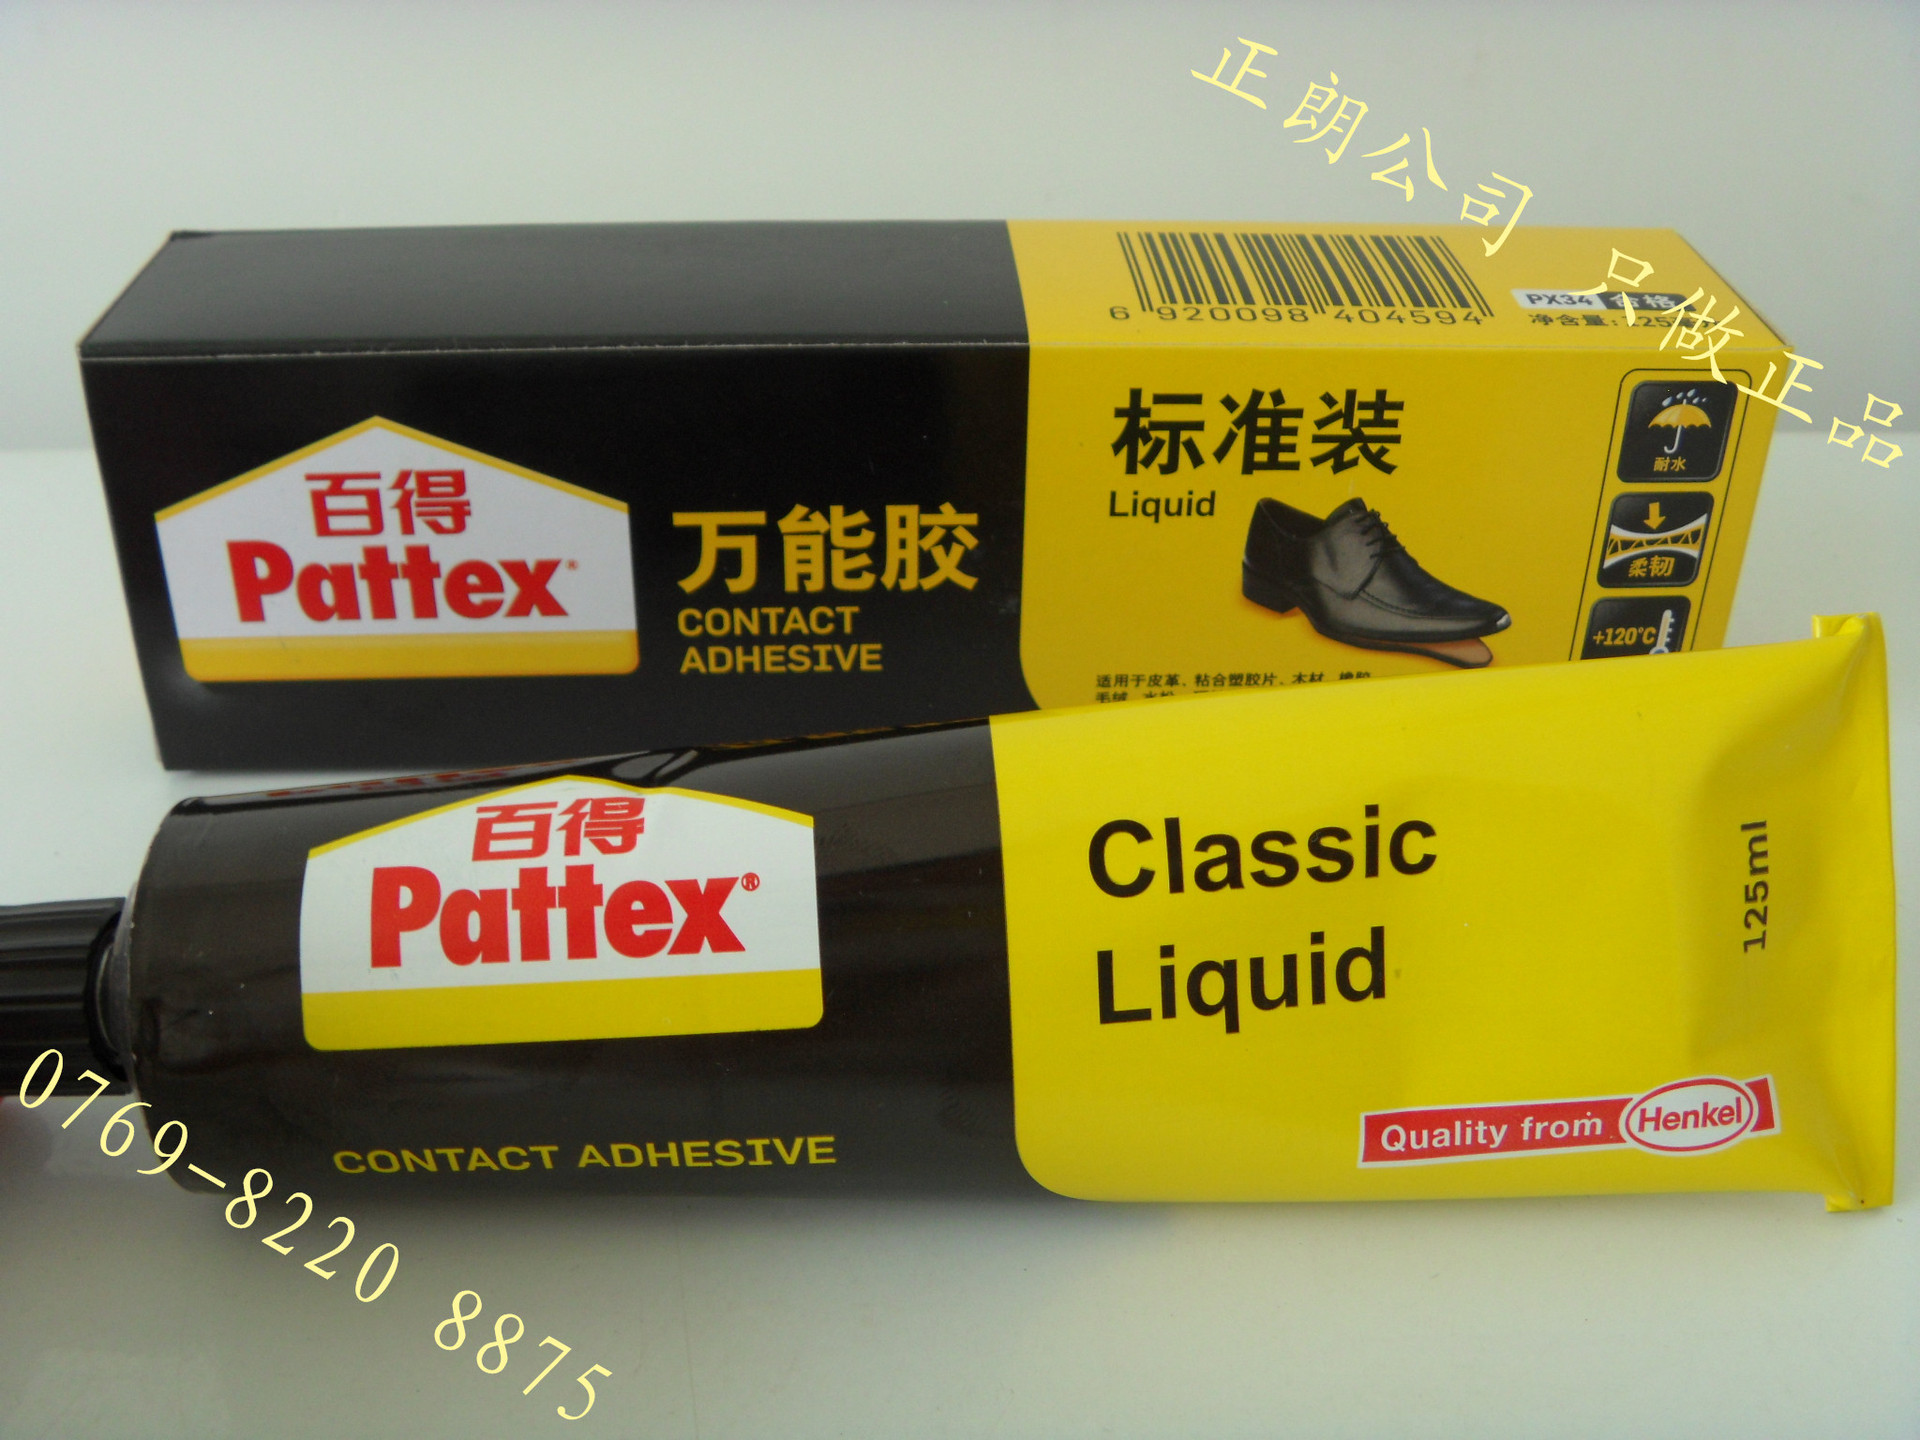 正朗公司 只做正品
6 920098 404594
PX34 合格
净含量:125
百得
Pattex®
万能胶
CONTACT
ADHESIVE
标准装
Liquid
耐水
柔韧
+120°C
适用于皮革、粘合塑胶片、木材、橡胶
百得
Pattex®
CONTACT ADHESIVE
Classic
Liquid
125ml
Quality from Henkel
0769-8220 8875